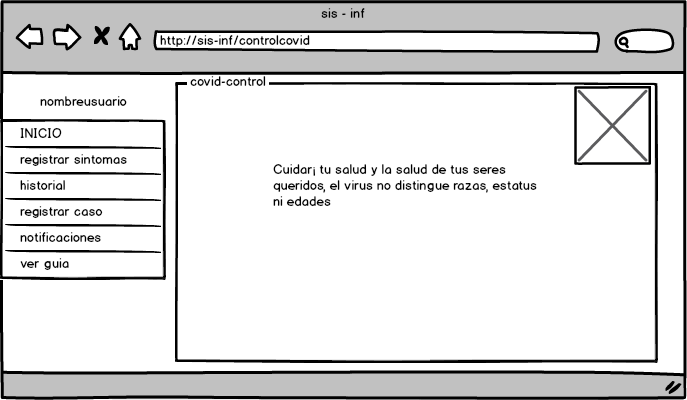 sis - inf
http://sis-inf/controlcovid
nombreusuario
INICIO
registrar sintomas
historial
registrar caso
notificaciones
ver guia
covid-control
Cuidar¡ tu salud y la salud de tus seres
queridos, el virus no distingue razas, estatus
ni edades